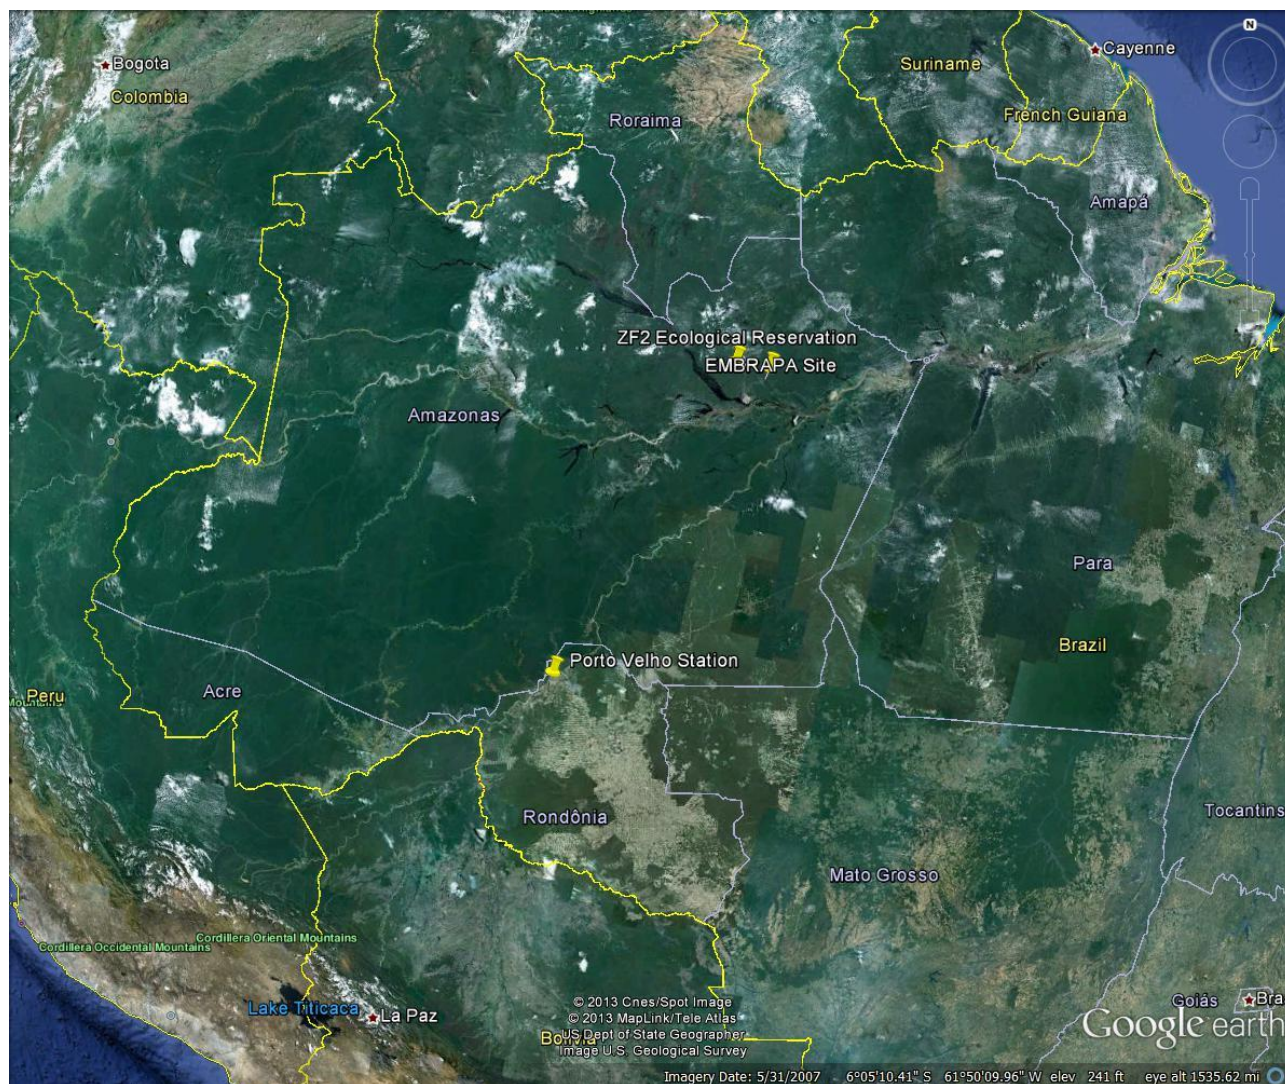 N
Cayenne
Bogota
Suriname
Colombia
French Guiana
Roraima
Amapá
ZF2 Ecological Reservation
EMBRAPA Site
Amazonas
Para
Brazil
Porto Velho Station
Acre
Peru
Mountains
Rondônia
Tocantins
Mato Grosso
Cordillera Oriental Mountains
Cordillera Occidental Mountains
Goiás
Bra
Lake Titicaca
La Paz
© 2013 Cnes/Spot Image
© 2013 MapLink/Tele Atlas
US Dept of State Geographer
Bolivia
Image U.S. Geological Survey
Google earth
Imagery Date: 5/31/2007 6°05'10.41" S 61°50'09.96" W elev 241 ft eye alt 1535.62 mi